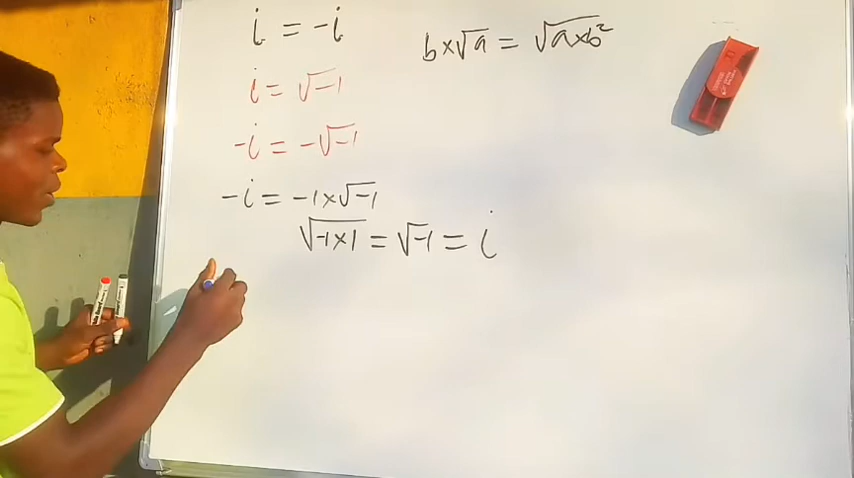 i = -i
b×√a = √a×b²
i = √-1
-i = -√-1
-i = -1×√-1
√-1×1 = √-1 = i